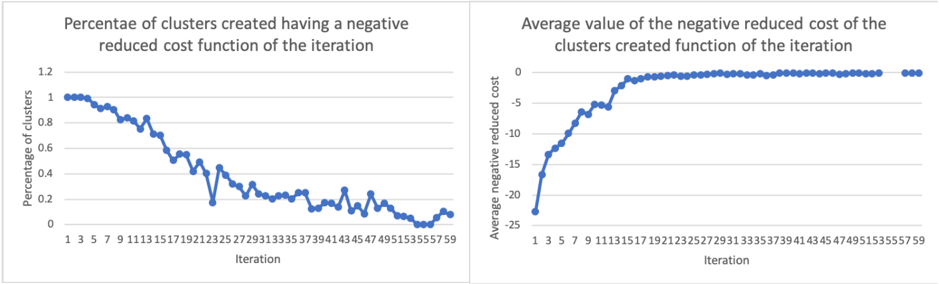 Percentae of clusters created having a negative
reduced cost function of the iteration
1.2
1
0.8
0.6
0.4
0.2
0
Percentage of clusters
1 3 5 7 9 11 13 15 17 19 21 23 25 27 29 31 33 35 37 39 41 43 45 47 49 51 53 55 57 59
Iteration
Average value of the negative reduced cost of the
clusters created function of the iteration
0
-5
-10
-15
-20
-25
Average negative reduced cost
1 3 5 7 9 11 13 15 17 19 21 23 25 27 29 31 33 35 37 39 41 43 45 47 49 51 53 55 57 59
Iteration